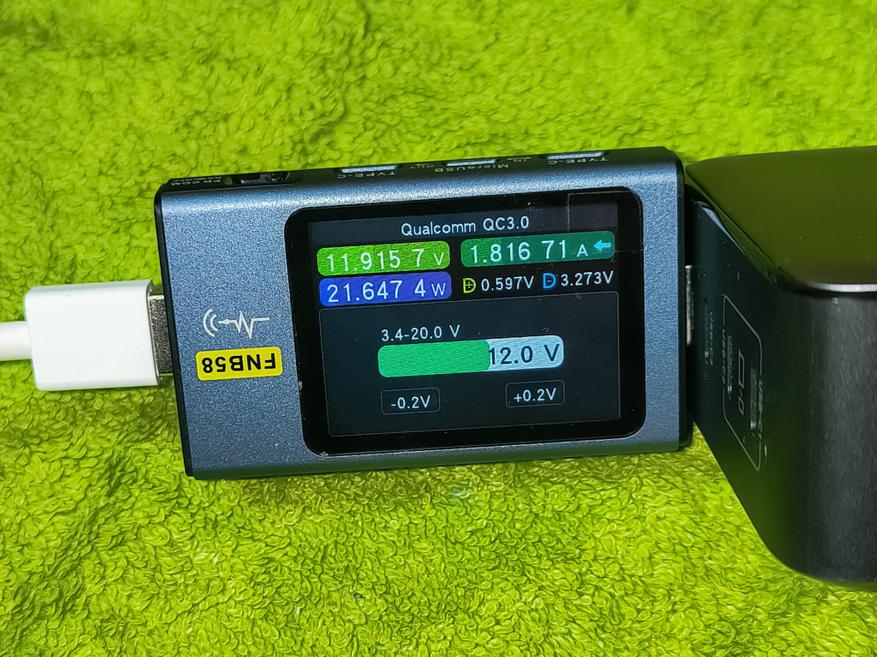 TYPE-C
MicroUSB
TYPE-C
Qualcomm QC3.0
11.915 7 V
1.816 71 A
21.647 4 W
D 0.597V
D 3.273V
3.4-20.0 V
12.0 V
-0.2V
+0.2V
FNB58